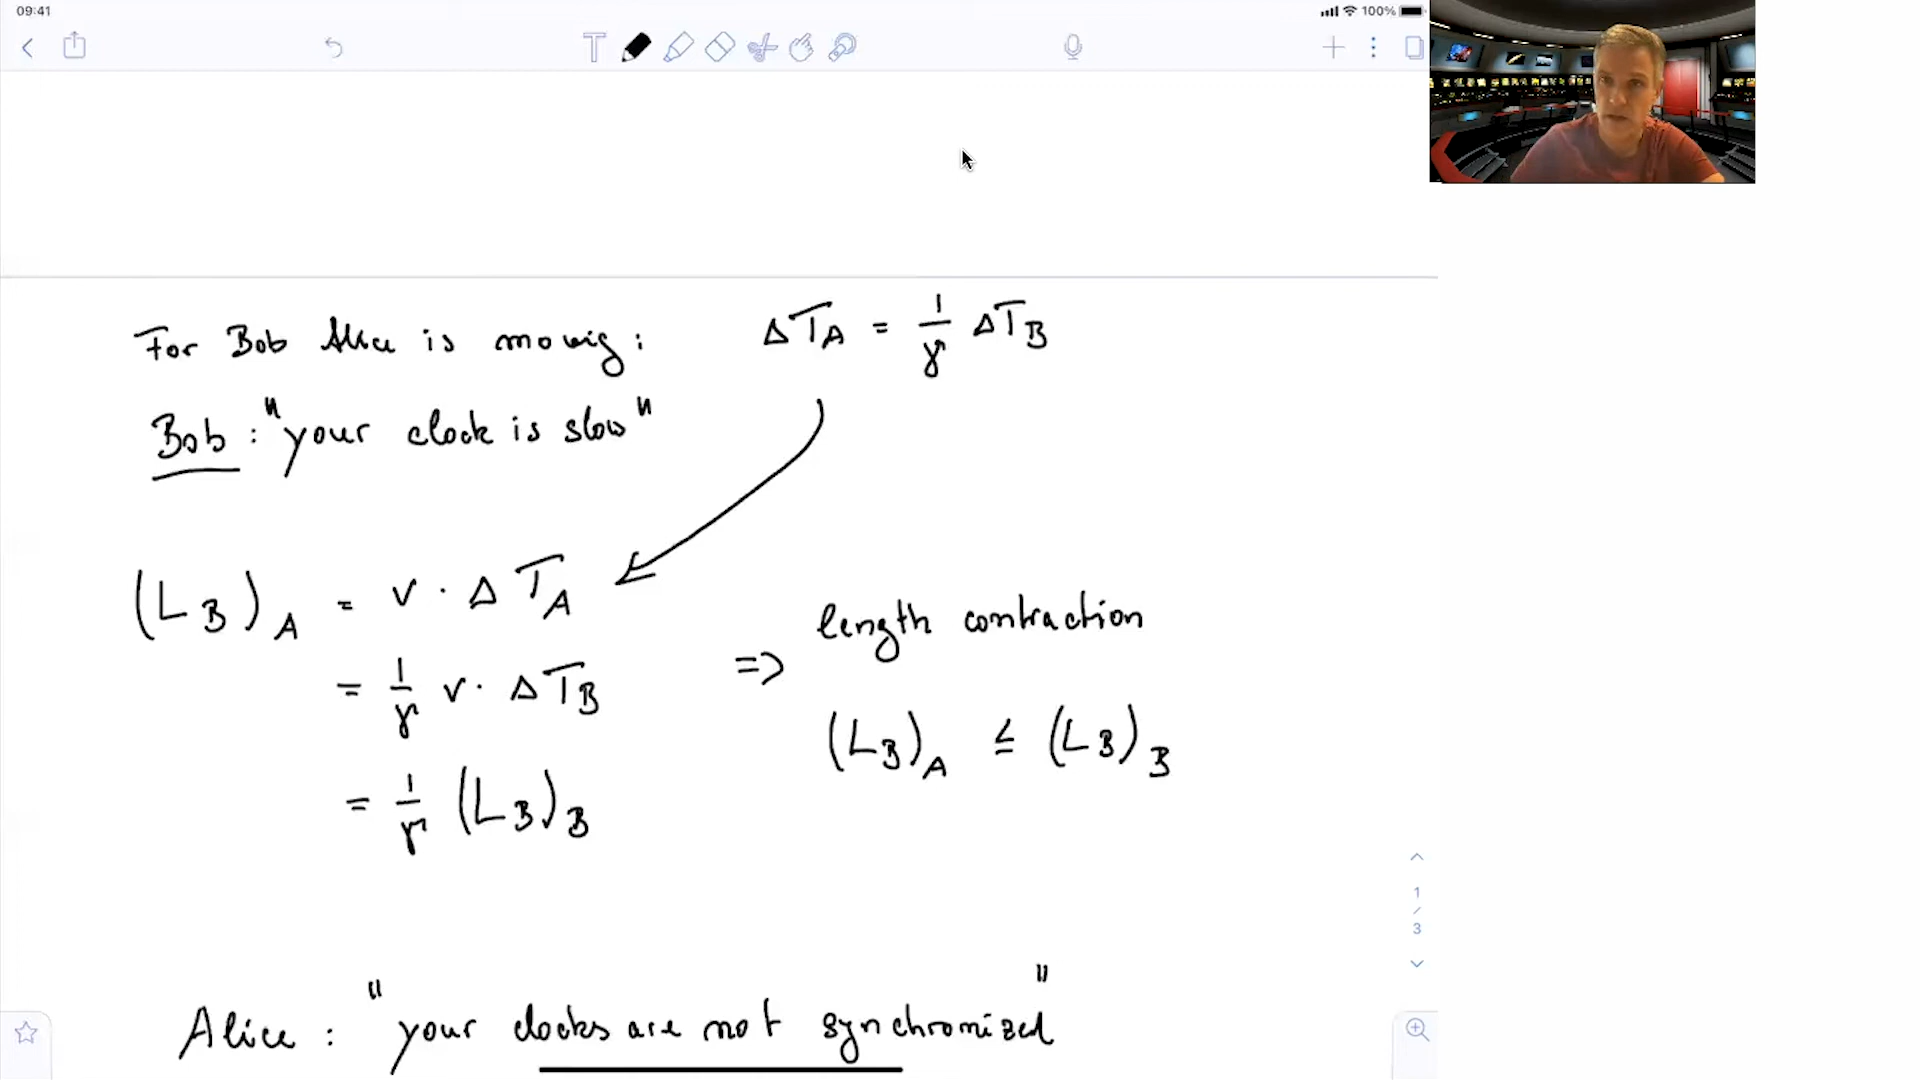 09:41
100%
For Bob Alice is movig : ΔT_A = 1/γ ΔT_B
Bob : "your clock is slow"
(L_B)_A = v · ΔT_A
= 1/γ v · ΔT_B
=> length contraction
(L_B)_A ≤ (L_B)_B
= 1/γ (L_B)_B
1
/
3
Alice : "your clocks are not synchronized"